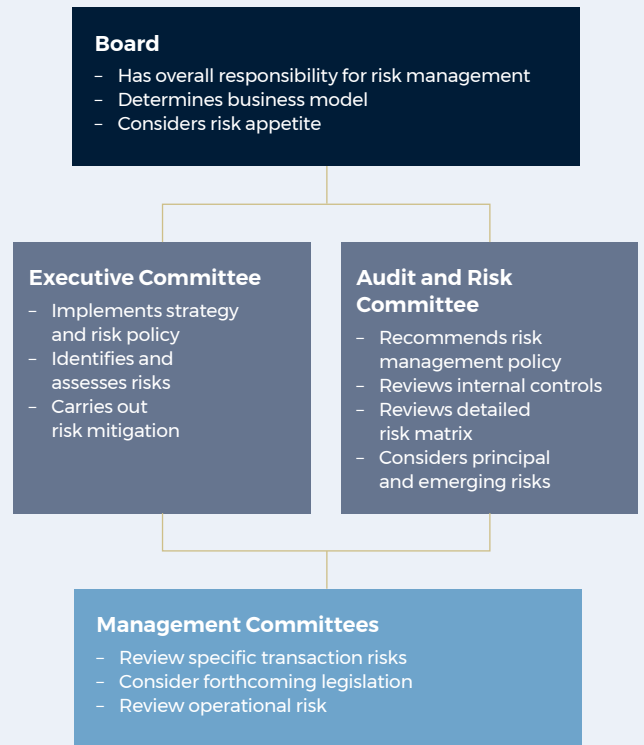 Board
– Has overall responsibility for risk management
– Determines business model
– Considers risk appetite
Executive Committee
– Implements strategy
and risk policy
– Identifies and
assesses risks
– Carries out
risk mitigation
Audit and Risk
Committee
– Recommends risk
management policy
– Reviews internal controls
– Reviews detailed
risk matrix
– Considers principal
and emerging risks
Management Committees
– Review specific transaction risks
– Consider forthcoming legislation
– Review operational risk